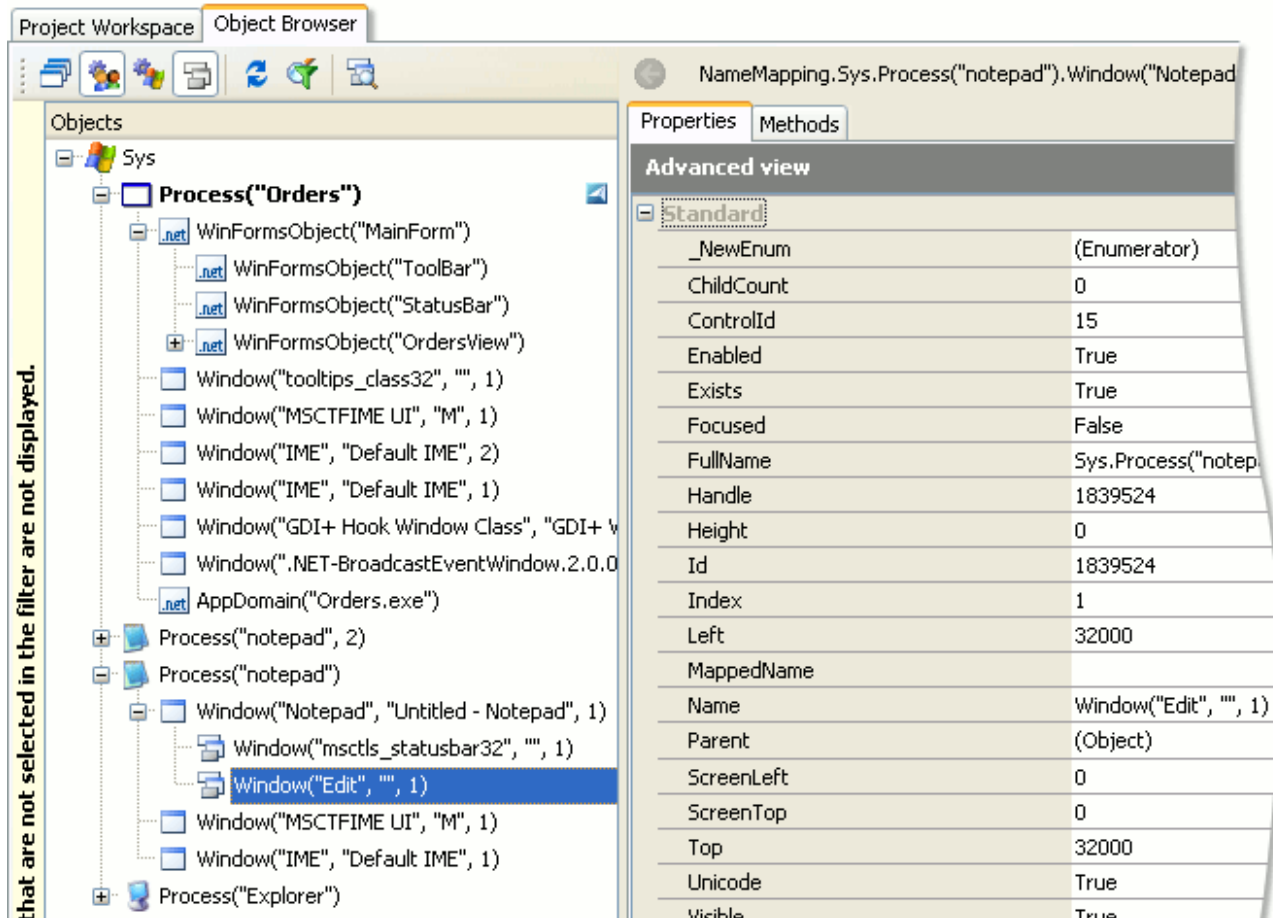 Project Workspace
Object Browser
NameMapping.Sys.Process("notepad").Window("Notepad
that are not selected in the filter are not displayed.
Objects
Sys
Process("Orders")
.net WinFormsObject("MainForm")
.net WinFormsObject("ToolBar")
.net WinFormsObject("StatusBar")
.net WinFormsObject("OrdersView")
Window("tooltips_class32", "", 1)
Window("MSCTFIME UI", "M", 1)
Window("IME", "Default IME", 2)
Window("IME", "Default IME", 1)
Window("GDI+ Hook Window Class", "GDI+
Window(".NET-BroadcastEventWindow.2.0.0
.net AppDomain("Orders.exe")
Process("notepad", 2)
Process("notepad")
Window("Notepad", "Untitled - Notepad", 1)
Window("msctls_statusbar32", "", 1)
Window("Edit", "", 1)
Window("MSCTFIME UI", "M", 1)
Window("IME", "Default IME", 1)
Process("Explorer")
Properties
Methods
Advanced view
Standard
_NewEnum (Enumerator)
ChildCount 0
ControlId 15
Enabled True
Exists True
Focused False
FullName Sys.Process("notep
Handle 1839524
Height 0
Id 1839524
Index 1
Left 32000
MappedName
Name Window("Edit", "", 1)
Parent (Object)
ScreenLeft 0
ScreenTop 0
Top 32000
Unicode True
Visible True